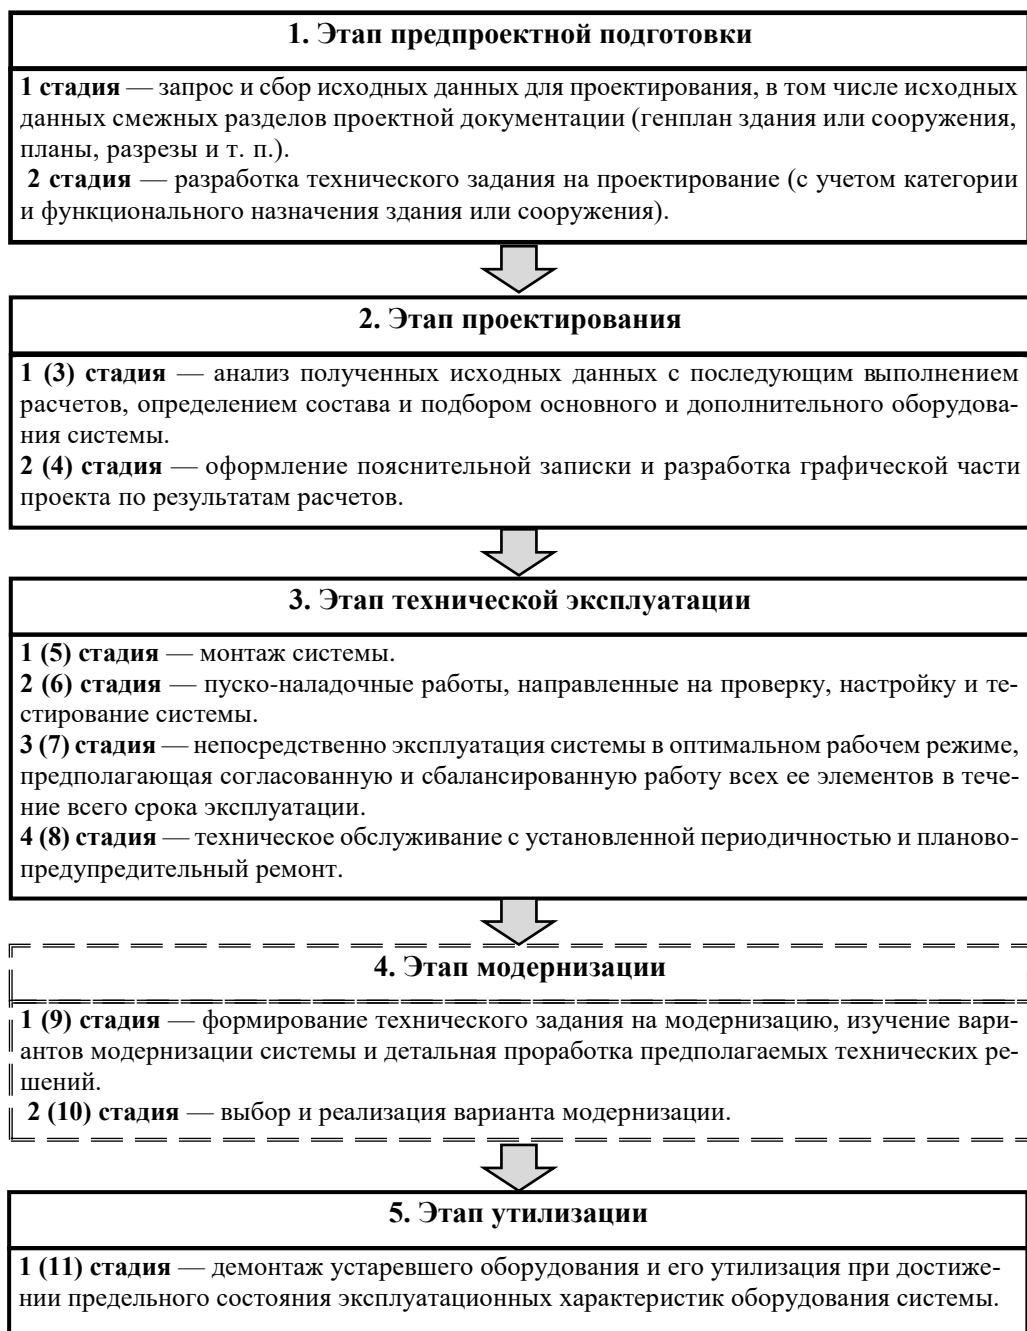 1. Этап предпроектной подготовки
1 стадия — запрос и сбор исходных данных для проектирования, в том числе исходных
данных смежных разделов проектной документации (генплан здания или сооружения,
планы, разрезы и т. п.).
2 стадия — разработка технического задания на проектирование (с учетом категории
и функционального назначения здания или сооружения).
2. Этап проектирования
1 (3) стадия — анализ полученных исходных данных с последующим выполнением
расчетов, определением состава и подбором основного и дополнительного оборудова-
ния системы.
2 (4) стадия — оформление пояснительной записки и разработка графической части
проекта по результатам расчетов.
3. Этап технической эксплуатации
1 (5) стадия — монтаж системы.
2 (6) стадия — пуско-наладочные работы, направленные на проверку, настройку и те-
стирование системы.
3 (7) стадия — непосредственно эксплуатация системы в оптимальном рабочем режиме,
предполагающая согласованную и сбалансированную работу всех ее элементов в тече-
ние всего срока эксплуатации.
4 (8) стадия — техническое обслуживание с установленной периодичностью и планово-
предупредительный ремонт.
4. Этап модернизации
1 (9) стадия — формирование технического задания на модернизацию, изучение вари-
антов модернизации системы и детальная проработка предполагаемых технических ре-
шений.
2 (10) стадия — выбор и реализация варианта модернизации.
5. Этап утилизации
1 (11) стадия — демонтаж устаревшего оборудования и его утилизация при достиже-
нии предельного состояния эксплуатационных характеристик оборудования системы.